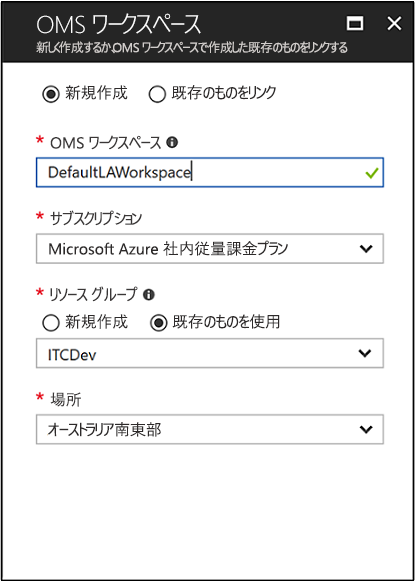 OMS ワークスペース
新しく作成するか、OMS ワークスペースで作成した既存のものをリンクする
新規作成 既存のものをリンク
* OMS ワークスペース
DefaultLAWorkspace
* サブスクリプション
Microsoft Azure 社内従量課金プラン
* リソース グループ
新規作成 既存のものを使用
ITCDev
* 場所
オーストラリア南東部